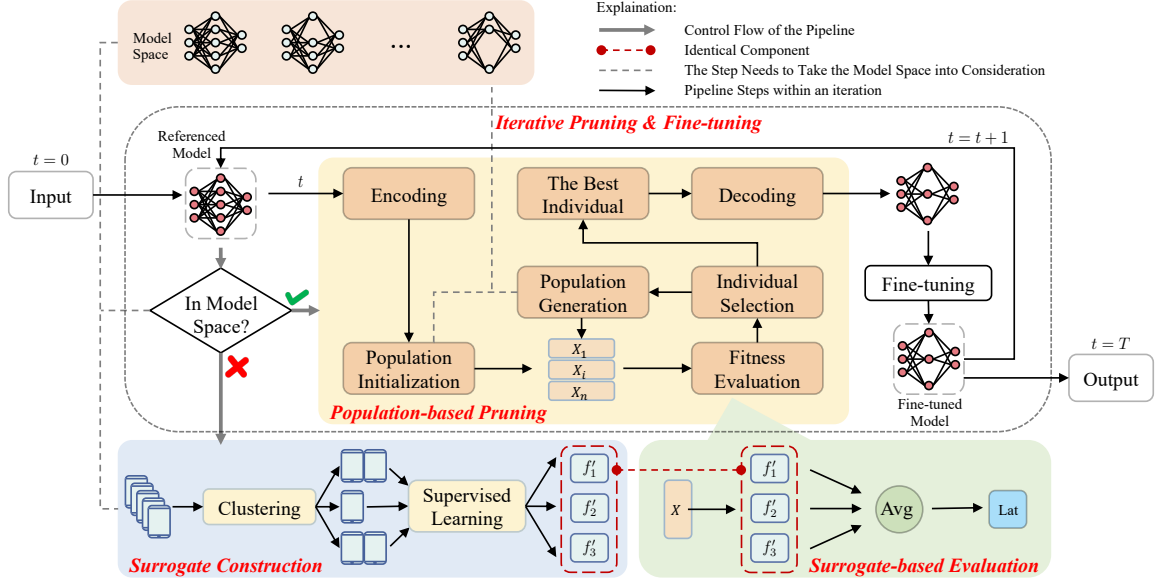 Explaination:
Control Flow of the Pipeline
Identical Component
The Step Needs to Take the Model Space into Consideration
Pipeline Steps within an iteration
Model
Space
...
Iterative Pruning & Fine-tuning
Referenced
Model
t = t + 1
t = 0
Input
t
Encoding
The Best
Individual
Decoding
In Model
Space?
Population
Generation
Individual
Selection
Fine-tuning
Population
Initialization
X1
Xi
Xn
Fitness
Evaluation
t = T
Output
Fine-tuned
Model
Population-based Pruning
Clustering
Supervised
Learning
f′1
f′2
f′3
X
f′1
f′2
f′3
Avg
Lat
Surrogate Construction
Surrogate-based Evaluation